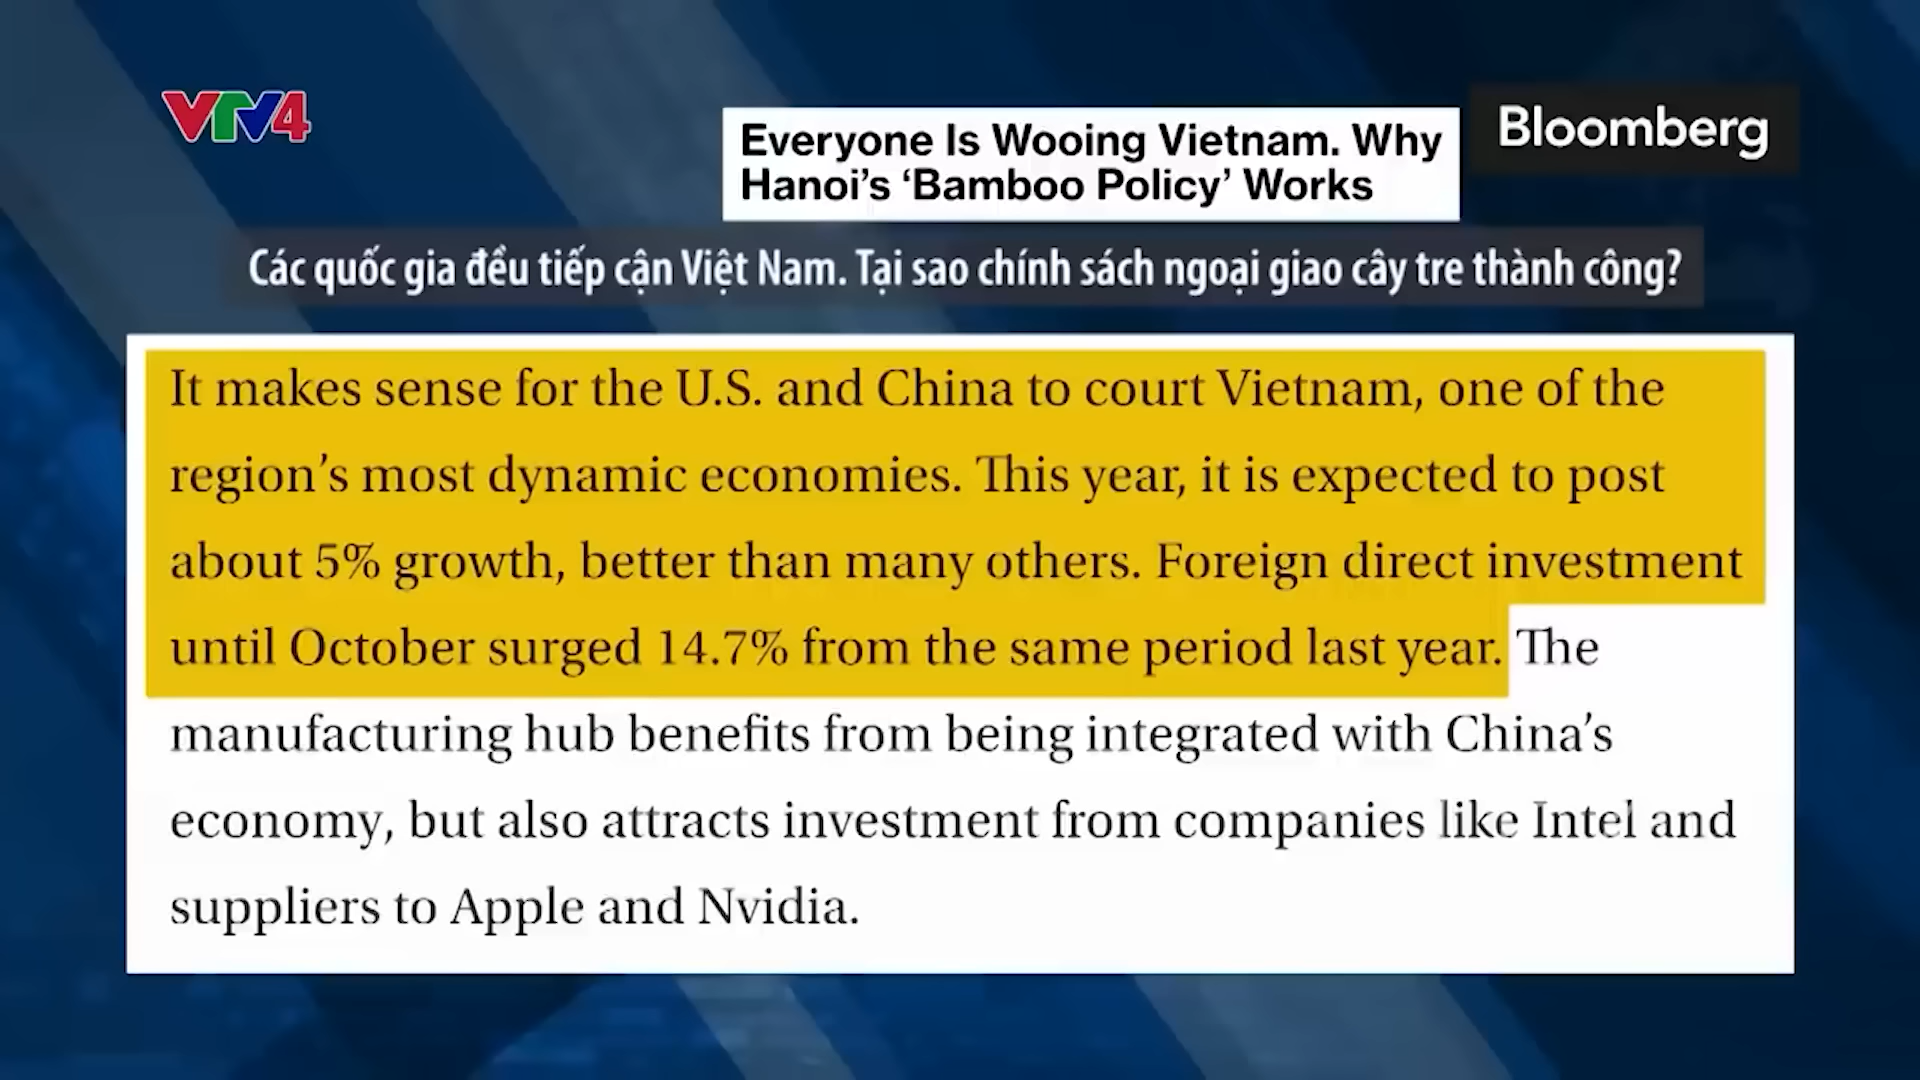 VTV4
Everyone Is Wooing Vietnam. Why
Hanoi's ‘Bamboo Policy’ Works
Bloomberg
Các quốc gia đều tiếp cận Việt Nam. Tại sao chính sách ngoại giao cây tre thành công?
It makes sense for the U.S. and China to court Vietnam, one of the
region’s most dynamic economies. This year, it is expected to post
about 5% growth, better than many others. Foreign direct investment
until October surged 14.7% from the same period last year. The
manufacturing hub benefits from being integrated with China’s
economy, but also attracts investment from companies like Intel and
suppliers to Apple and Nvidia.